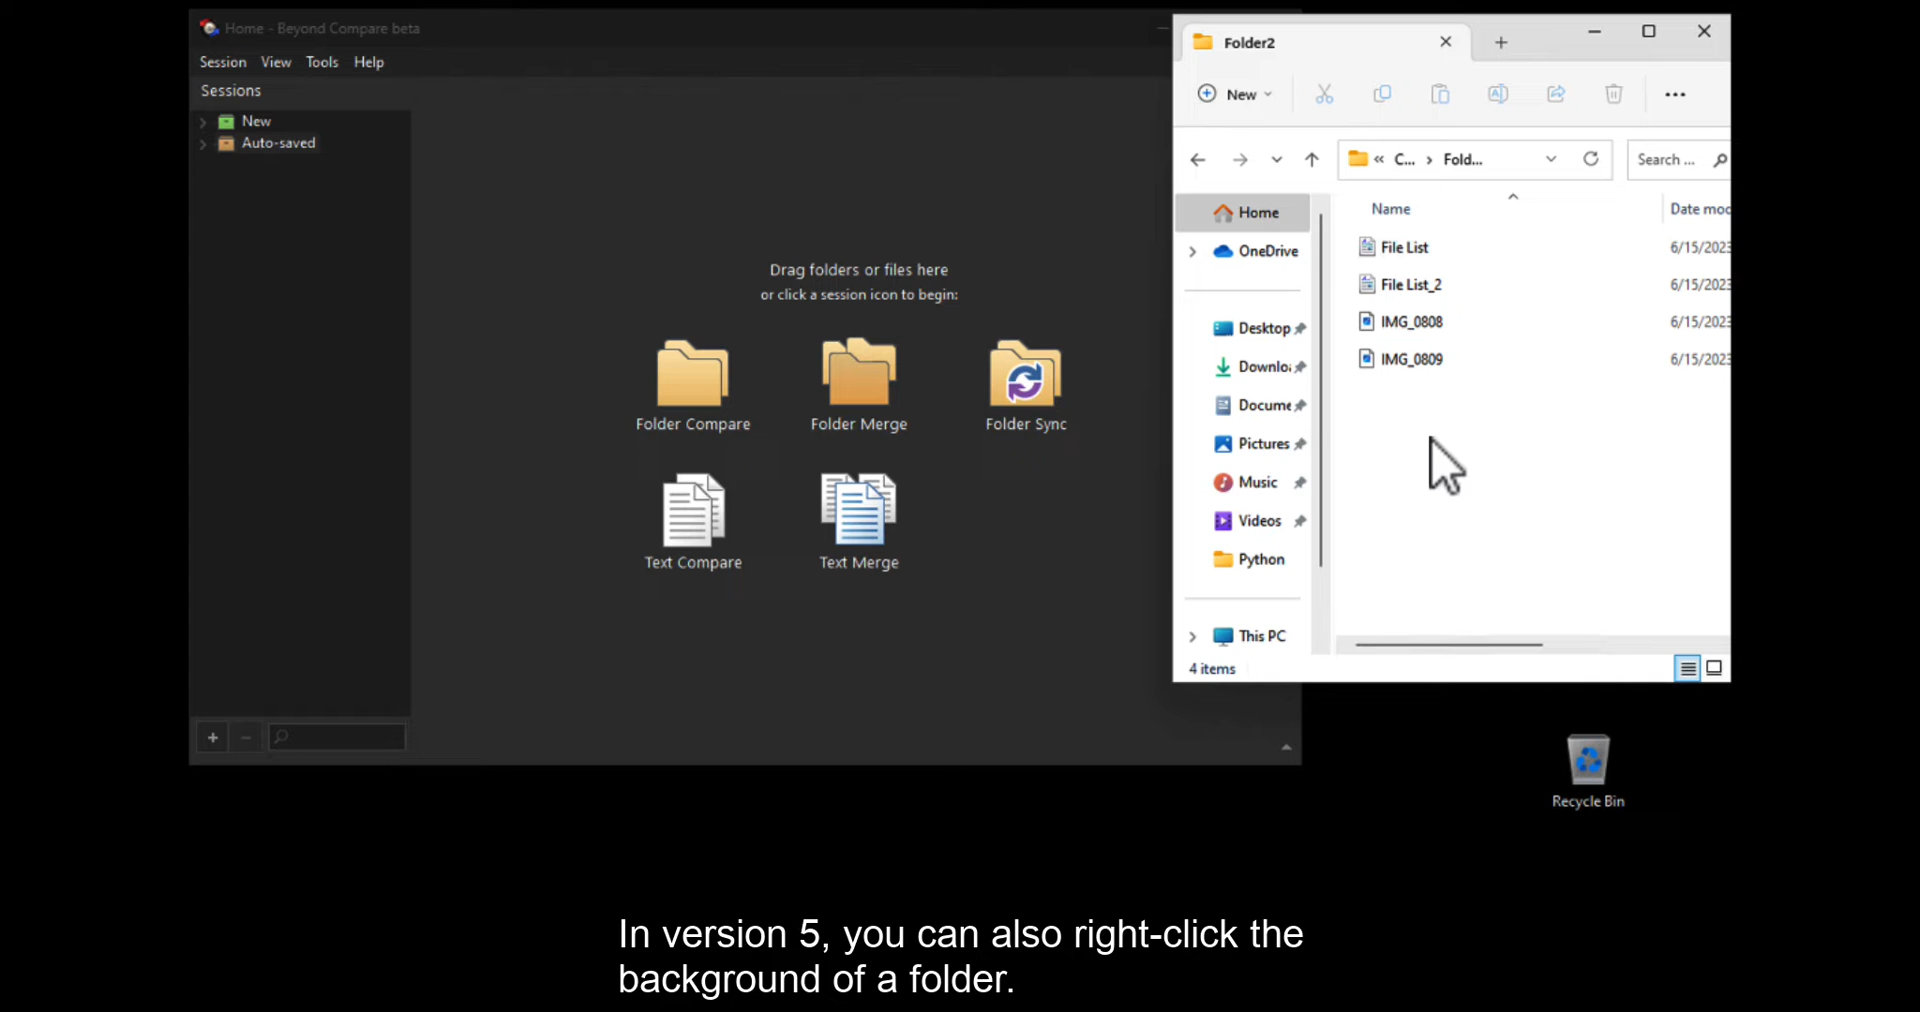 Home - Beyond Compare beta
Session View Tools Help
Sessions
New
Auto-saved
Drag folders or files here
or click a session icon to begin:
Folder Compare Folder Merge Folder Sync
Text Compare Text Merge
Folder2
New
« C... › Fold...
Search ...
Name Date mod
Home
OneDrive
Desktop
Downloa
Docume
Pictures
Music
Videos
Python
This PC
File List 6/15/2023
File List_2 6/15/2023
IMG_0808 6/15/2023
IMG_0809 6/15/2023
4 items
Recycle Bin
In version 5, you can also right-click the
background of a folder.